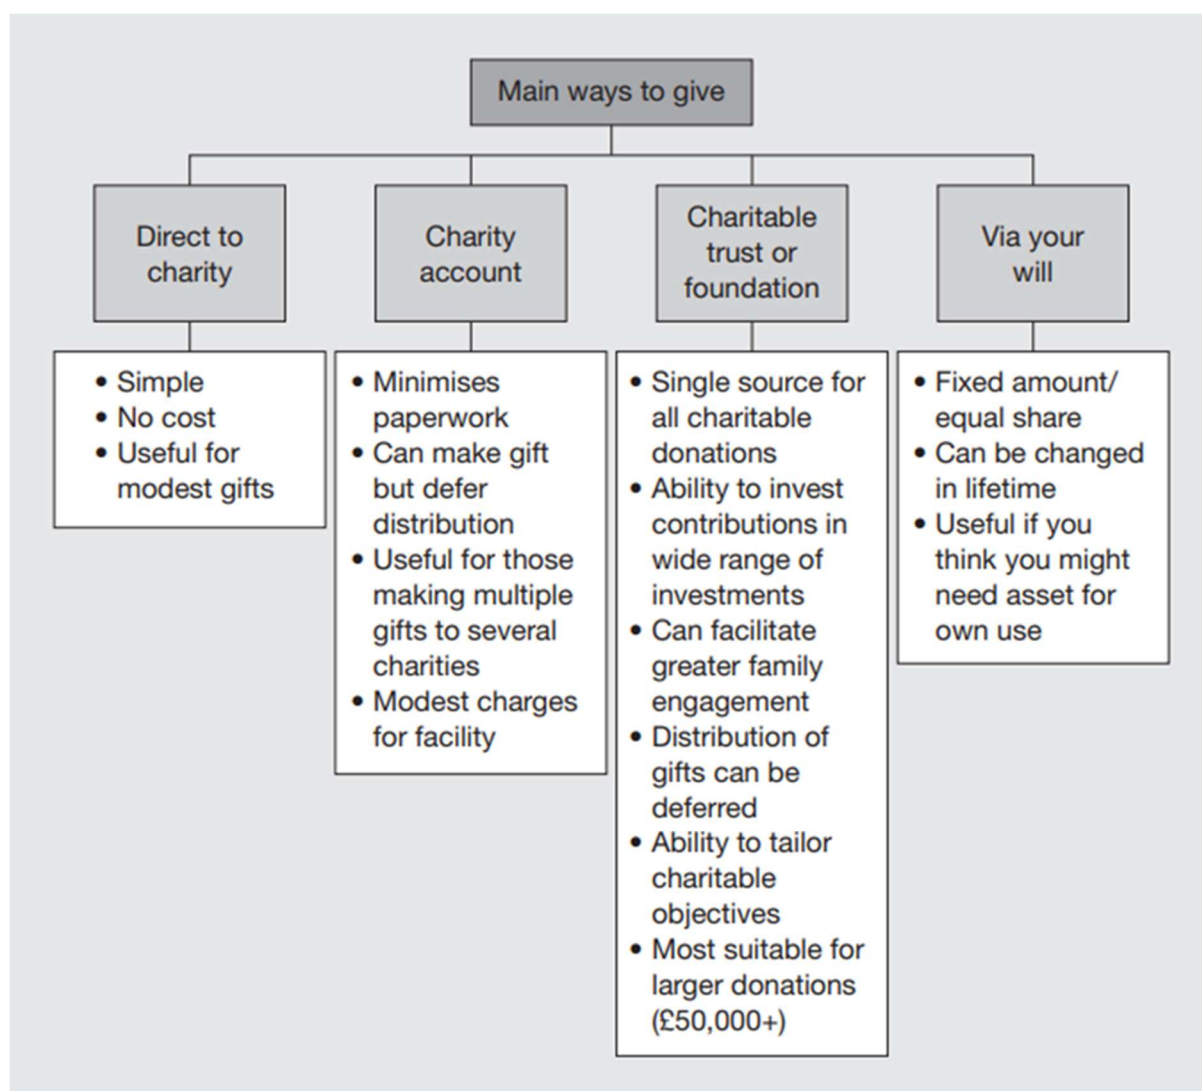 Main ways to give
Direct to
charity
• Simple
• No cost
• Useful for
modest gifts
Charity
account
• Minimises
paperwork
• Can make gift
but defer
distribution
• Useful for those
making multiple
gifts to several
charities
• Modest charges
for facility
Charitable
trust or
foundation
• Single source for
all charitable
donations
• Ability to invest
contributions in
wide range of
investments
• Can facilitate
greater family
engagement
• Distribution of
gifts can be
deferred
• Ability to tailor
charitable
objectives
• Most suitable for
larger donations
(£50,000+)
Via your
will
• Fixed amount/
equal share
• Can be changed
in lifetime
• Useful if you
think you might
need asset for
own use